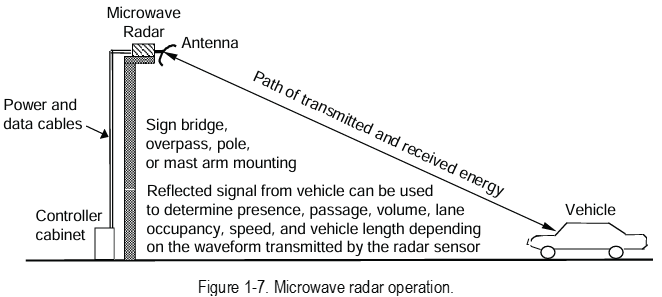 Microwave
Radar
Antenna
Path of transmitted and received energy
Power and
data cables
Sign bridge,
overpass, pole,
or mast arm mounting
Reflected signal from vehicle can be used
to determine presence, passage, volume, lane
occupancy, speed, and vehicle length depending
on the waveform transmitted by the radar sensor
Controller
cabinet
Vehicle
Figure 1-7. Microwave radar operation.